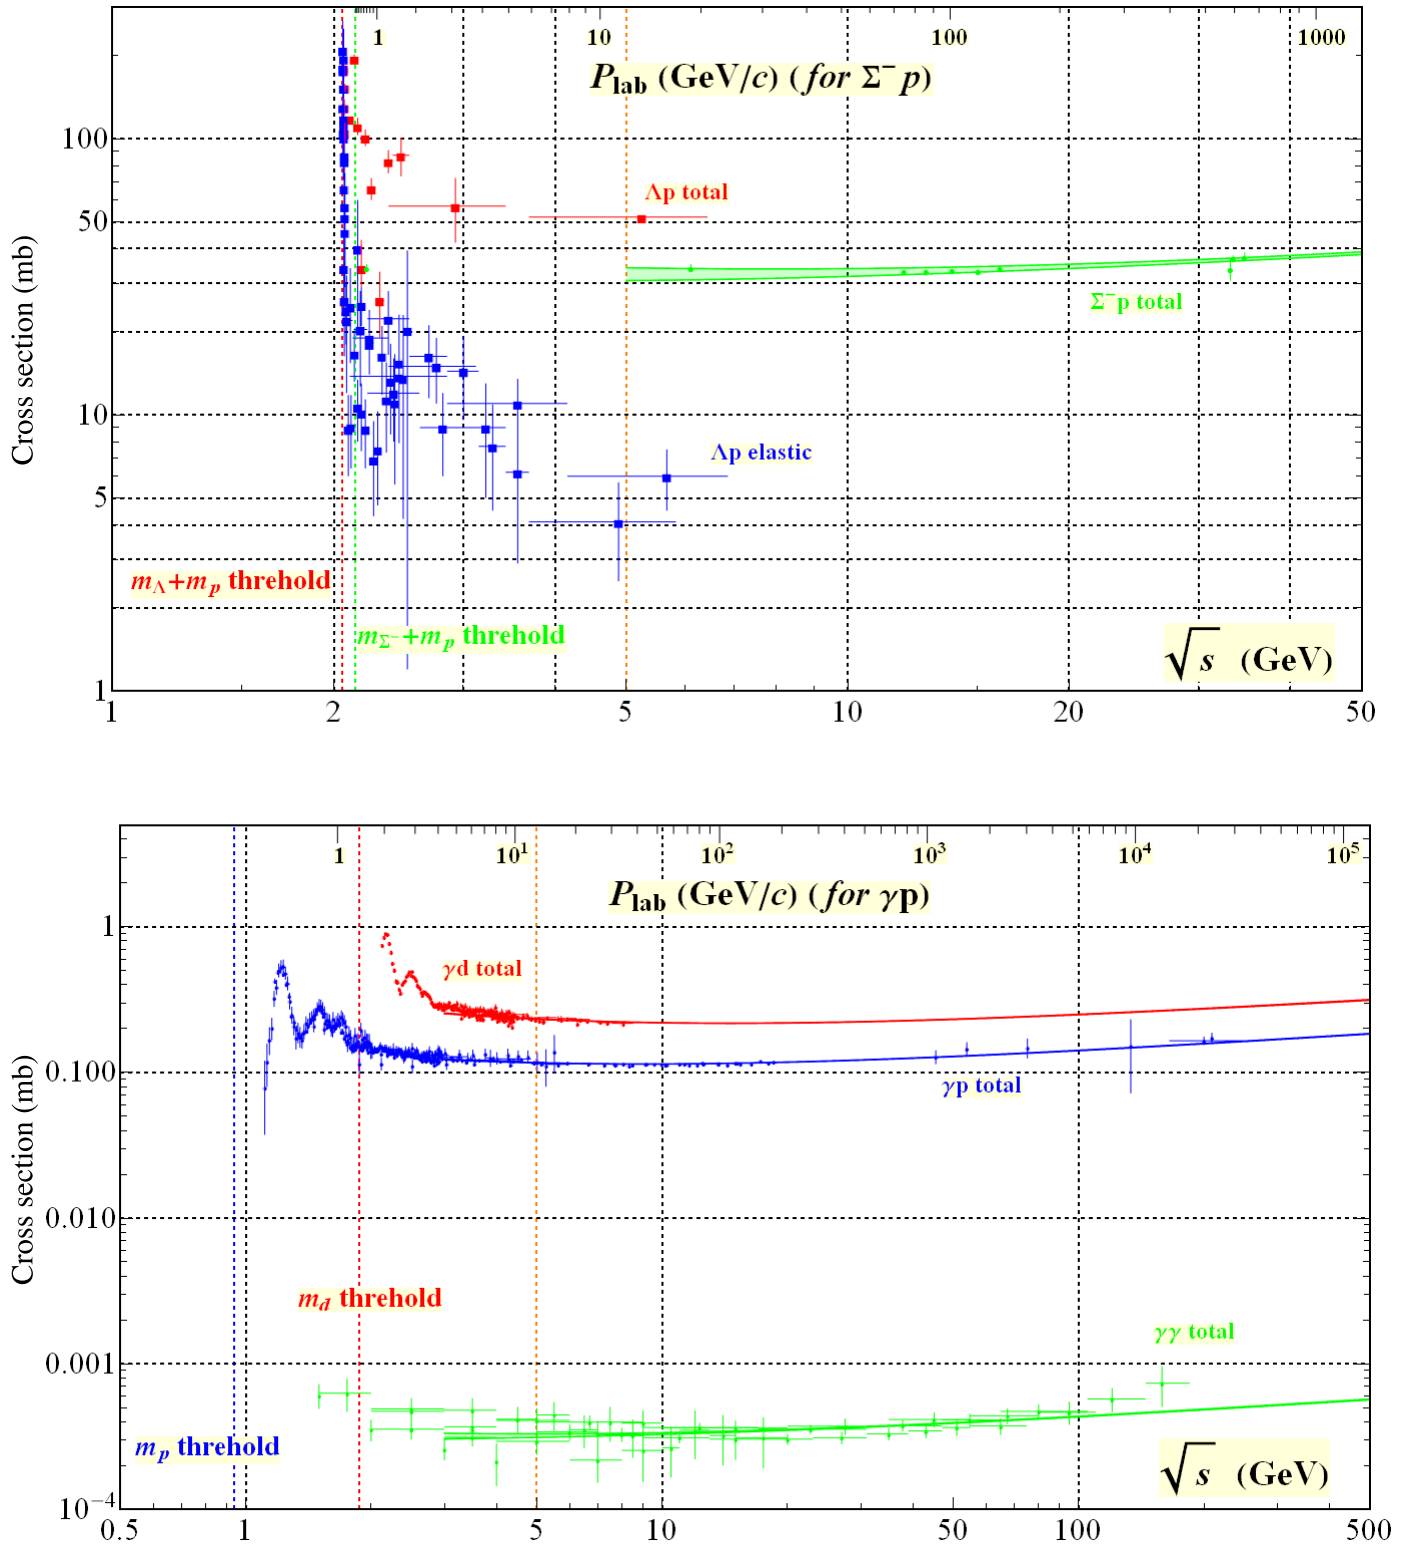 1 10 100 1000
P_lab (GeV/c) (for Σ⁻ p)
100
Λp total
50
Cross section (mb)
Σ⁻p total
10
Λp elastic
5
m_Λ+m_p threhold
m_Σ⁻+m_p threhold
√s (GeV)
1
1 2 5 10 20 50
1 10¹ 10² 10³ 10⁴ 10⁵
P_lab (GeV/c) (for γp)
1
γd total
0.100
γp total
Cross section (mb)
0.010
m_d threhold
γγ total
0.001
m_p threhold
√s (GeV)
10⁻⁴
0.5 1 5 10 50 100 500